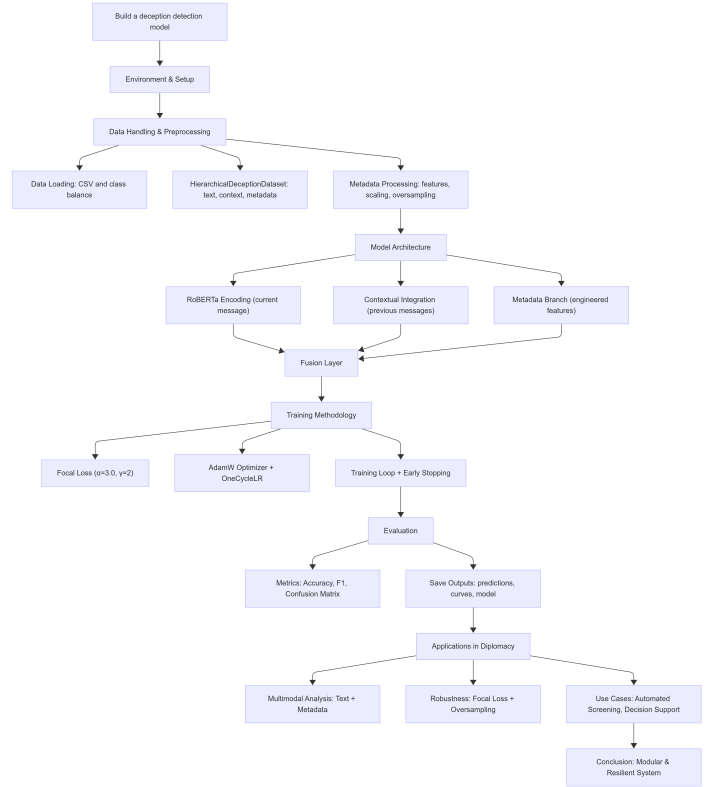 Build a deception detection
model
Environment & Setup
Data Handling & Preprocessing
Data Loading: CSV and class
balance
HierarchicalDeceptionDataset:
text, context, metadata
Metadata Processing: features,
scaling, oversampling
Model Architecture
RoBERTa Encoding (current
message)
Contextual Integration
(previous messages)
Metadata Branch (engineered
features)
Fusion Layer
Training Methodology
Focal Loss (α=3.0, γ=2)
AdamW Optimizer +
OneCycleLR
Training Loop + Early Stopping
Evaluation
Metrics: Accuracy, F1,
Confusion Matrix
Save Outputs: predictions,
curves, model
Applications in Diplomacy
Multimodal Analysis: Text +
Metadata
Robustness: Focal Loss +
Oversampling
Use Cases: Automated
Screening, Decision Support
Conclusion: Modular &
Resilient System